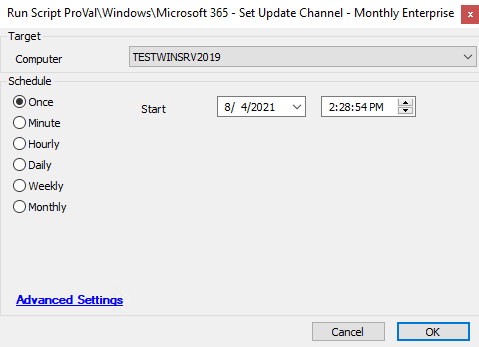 Run Script ProVal\Windows\Microsoft 365 - Set Update Channel - Monthly Enterprise x
Target
Computer TESTWINSRV2019
Schedule
Once Start 8/ 4/2021 2:28:54 PM
Minute
Hourly
Daily
Weekly
Monthly
Advanced Settings
Cancel OK